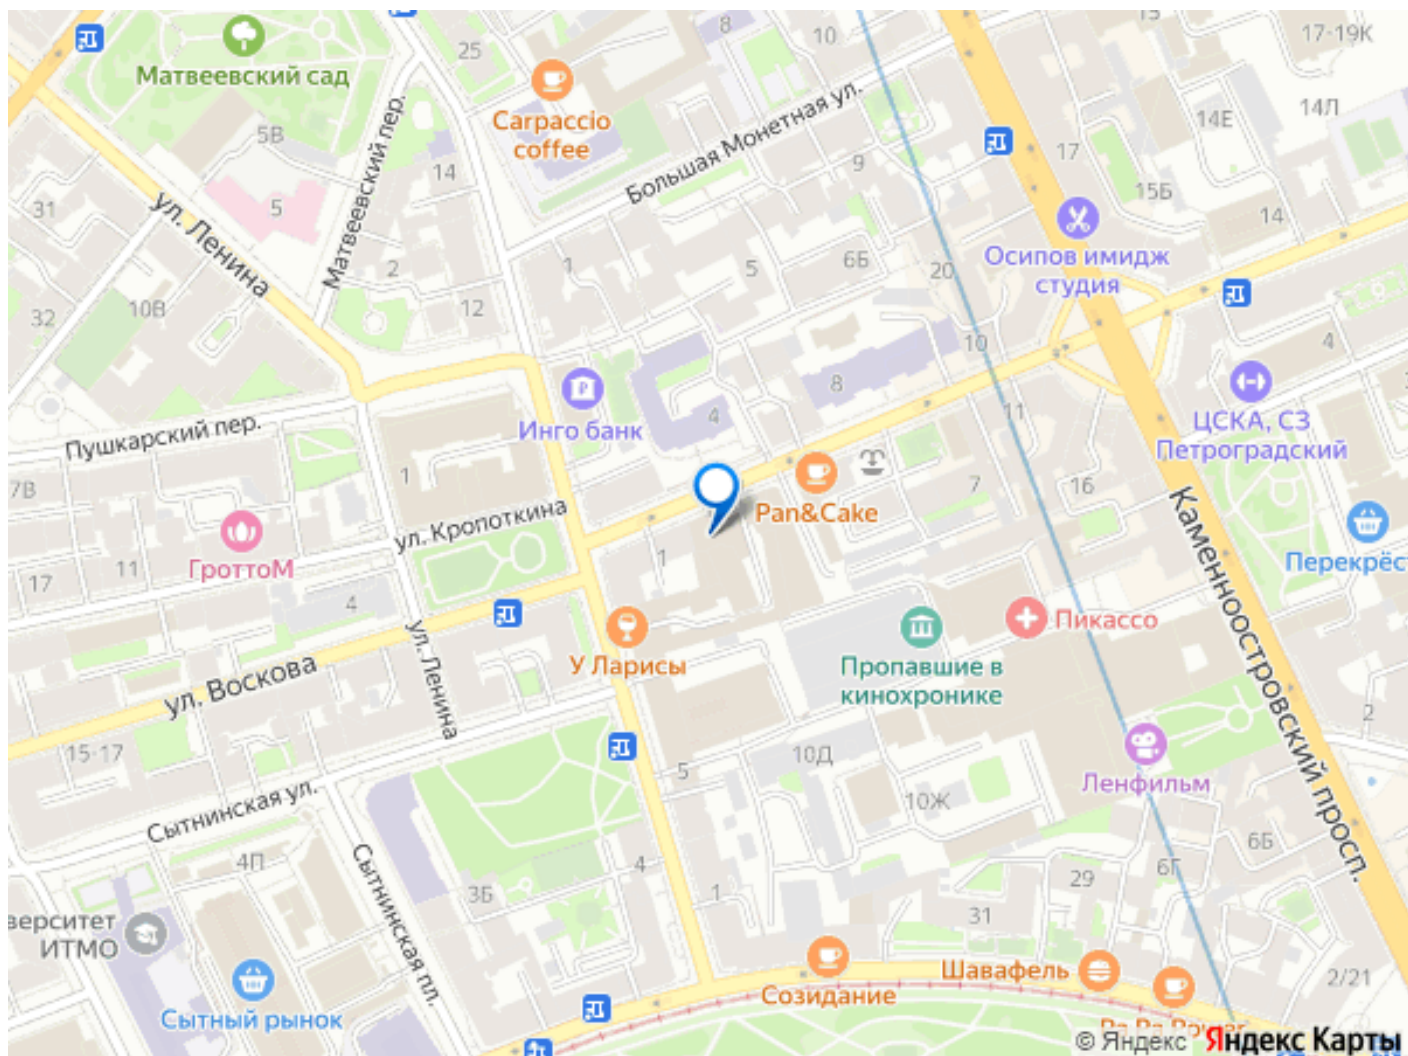 25
8
10
15
17-19К
Матвеевский сад
Carpaccio
coffee
Большая Монетная ул.
14Е
14Л
5В
Матвеевский пер.
14
9
17
15Б
31
5
ул. Ленина
14
Осипов имидж
студия
2
1
5
6Б
20
32
10В
12
10
4
8
Инго банк
4
11
ЦСКА, СЗ
Петроградский
Пушкарский пер.
7В
1
7
16
Pan&Cake
ул. Кропоткина
Каменноостровский просп.
ГроттоМ
17
11
4
1
Перекрёс
Пикассо
У Ларисы
Пропавшие в
кинохронике
ул. Ленина
ул. Воскова
15-17
5
10Д
2
Ленфильм
10Ж
Сытнинская ул.
4П
Сытнинская пл.
3Б
4
1
6Б
6Г
29
31
верситет
ИТМО
Сытный рынок
Созидание
Шавафель
2/21
© Яндекс Яндекс Карты